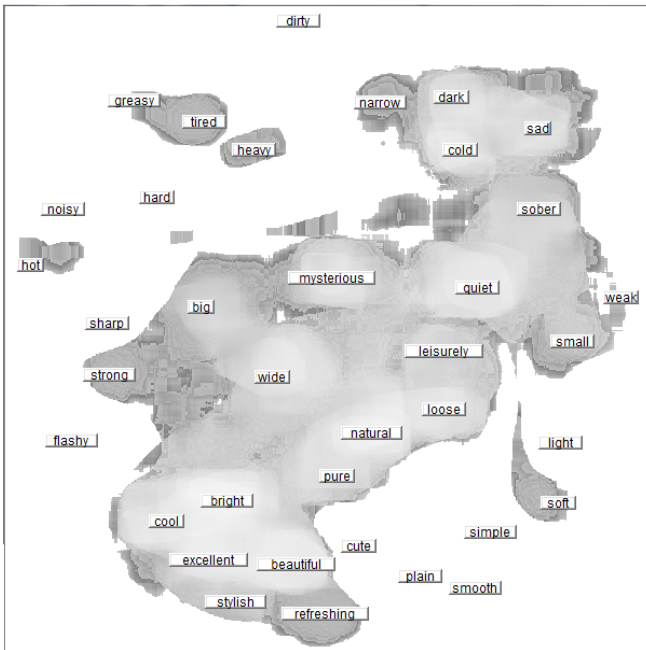 dirty
greasy
narrow
dark
tired
sad
heavy
cold
hard
noisy
sober
hot
mysterious
quiet
weak
big
sharp
small
leisurely
strong
wide
loose
natural
flashy
light
pure
bright
soft
cool
simple
cute
excellent
beautiful
plain
smooth
stylish
refreshing